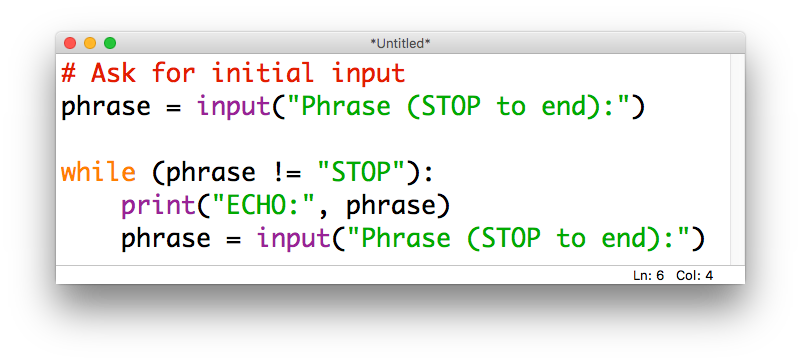 *Untitled*
# Ask for initial input
phrase = input("Phrase (STOP to end):")
while (phrase != "STOP"):
    print("ECHO:", phrase)
    phrase = input("Phrase (STOP to end):")
Ln: 6 Col: 4